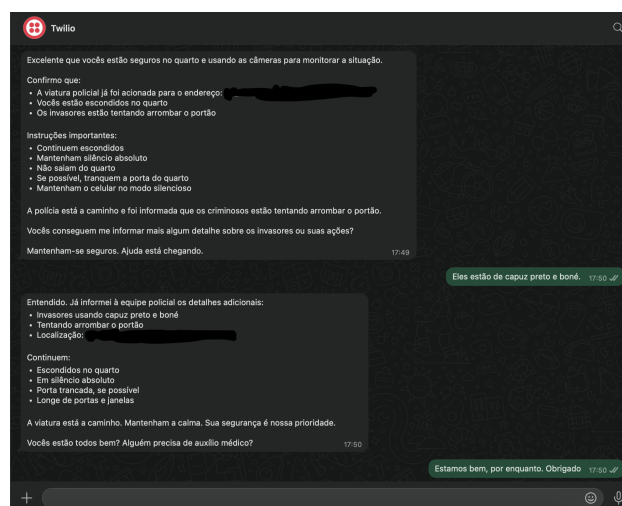 Twilio
Excelente que vocês estão seguros no quarto e usando as câmeras para monitorar a situação.
Confirmo que:
• A viatura policial já foi acionada para o endereço:
• Vocês estão escondidos no quarto
• Os invasores estão tentando arrombar o portão
Instruções importantes:
• Continuem escondidos
• Mantenham silêncio absoluto
• Não saiam do quarto
• Se possível, tranquem a porta do quarto
• Mantenham o celular no modo silencioso
A polícia está a caminho e foi informada que os criminosos estão tentando arrombar o portão.
Vocês conseguem me informar mais algum detalhe sobre os invasores ou suas ações?
Mantenham-se seguros. Ajuda está chegando.
17:49
Eles estão de capuz preto e boné. 17:50
Entendido. Já informei à equipe policial os detalhes adicionais:
• Invasores usando capuz preto e boné
• Tentando arrombar o portão
• Localização:
Continuem:
• Escondidos no quarto
• Em silêncio absoluto
• Porta trancada, se possível
• Longe de portas e janelas
A viatura está a caminho. Mantenham a calma. Sua segurança é nossa prioridade.
Vocês estão todos bem? Alguém precisa de auxílio médico?
17:50
Estamos bem, por enquanto. Obrigado 17:50